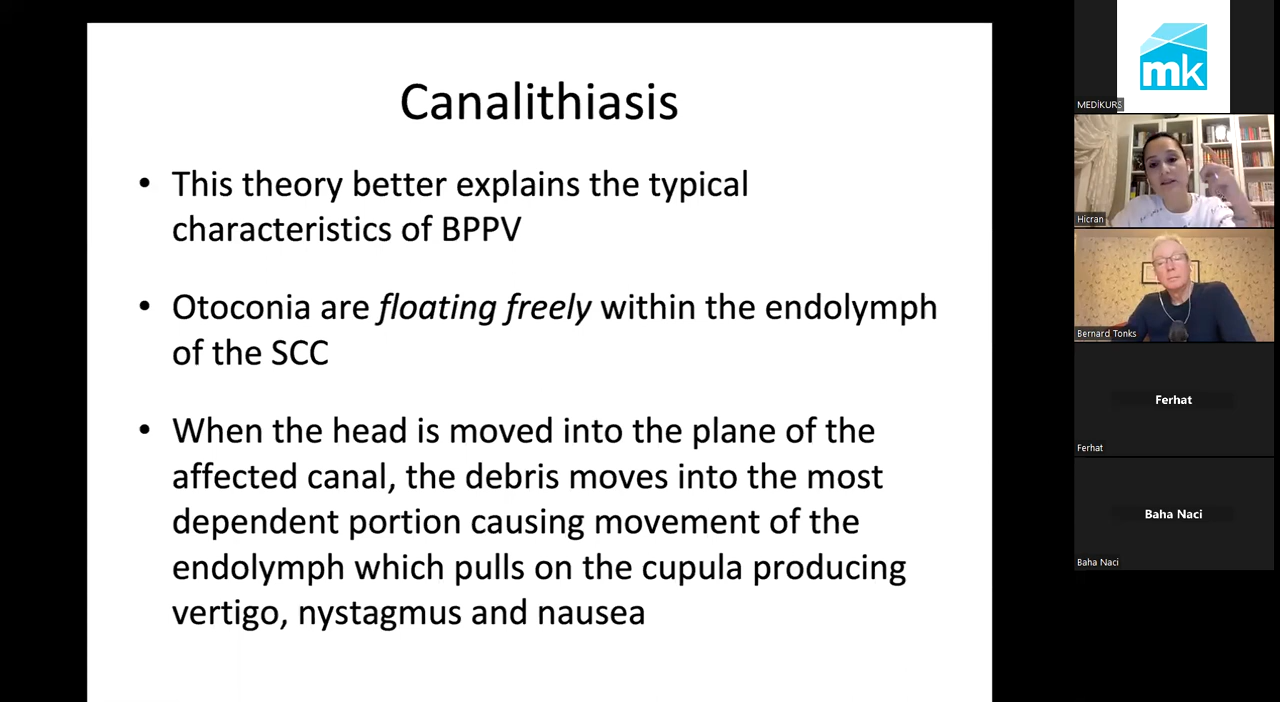 Canalithiasis
• This theory better explains the typical
characteristics of BPPV
• Otoconia are floating freely within the endolymph
of the SCC
• When the head is moved into the plane of the
affected canal, the debris moves into the most
dependent portion causing movement of the
endolymph which pulls on the cupula producing
vertigo, nystagmus and nausea
mk
MEDİKURS
Hicran
Bernard Tonks
Ferhat
Ferhat
Baha Naci
Baha Naci